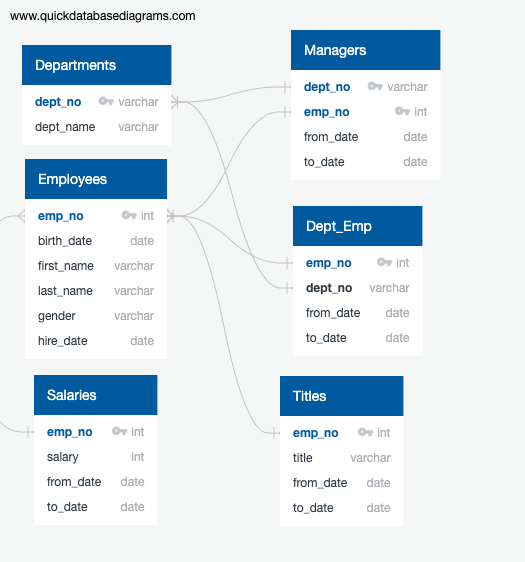 www.quickdatabasediagrams.com
Departments
dept_no varchar
dept_name varchar
Managers
dept_no varchar
emp_no int
from_date date
to_date date
Employees
emp_no int
birth_date date
first_name varchar
last_name varchar
gender varchar
hire_date date
Dept_Emp
emp_no int
dept_no varchar
from_date date
to_date date
Salaries
emp_no int
salary int
from_date date
to_date date
Titles
emp_no int
title varchar
from_date date
to_date date